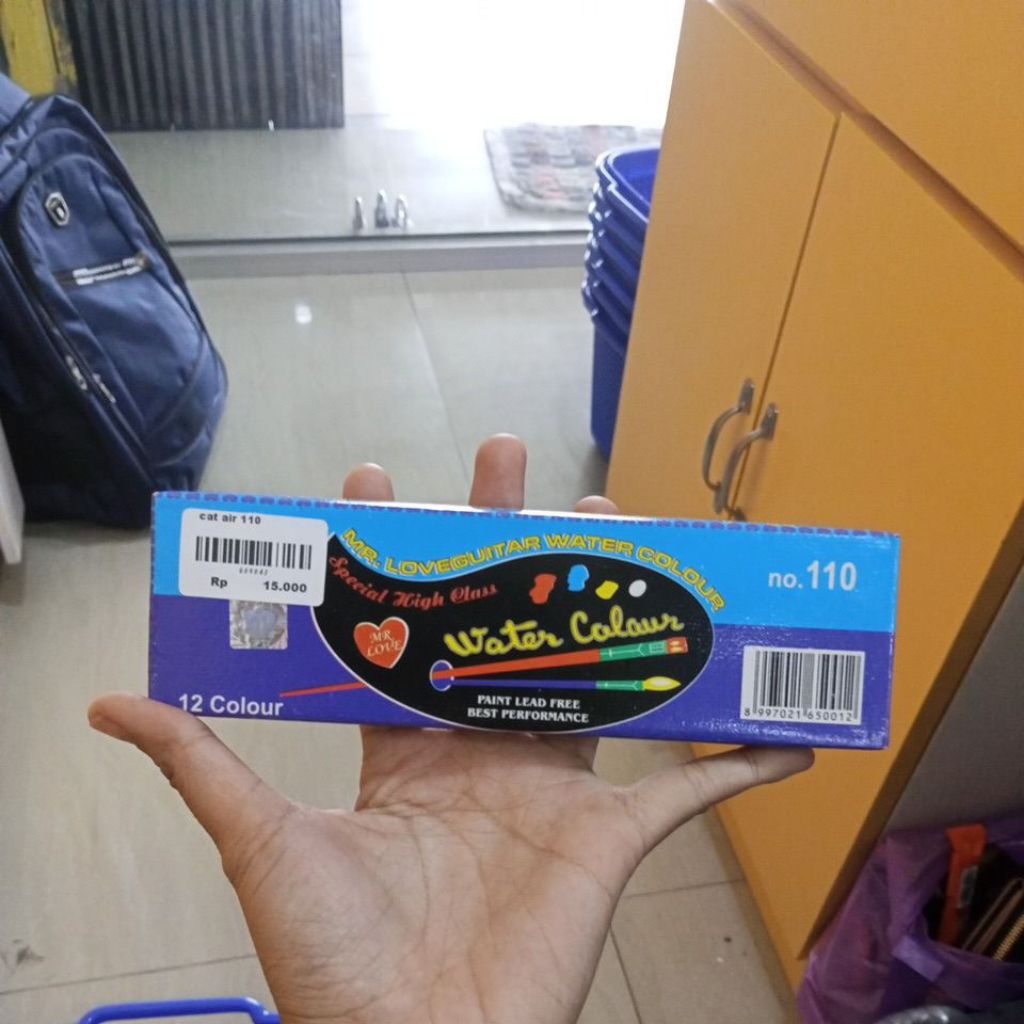 cat air 110
Rp 15.000
MR. LOVEGUITAR WATER COLOUR
no.110
Special High Class
MR.
LOVE
Water Colour
12 Colour
PAINT LEAD FREE
BEST PERFORMANCE
8 997021 650012